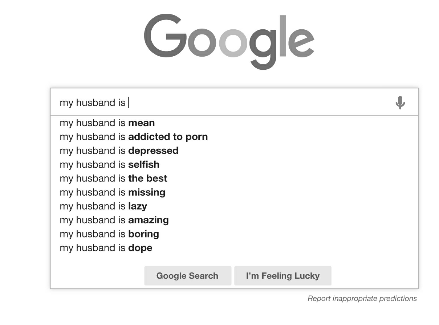 Google
my husband is
my husband is mean
my husband is addicted to porn
my husband is depressed
my husband is selfish
my husband is the best
my husband is missing
my husband is lazy
my husband is amazing
my husband is boring
my husband is dope
Google Search I'm Feeling Lucky
Report inappropriate predictions